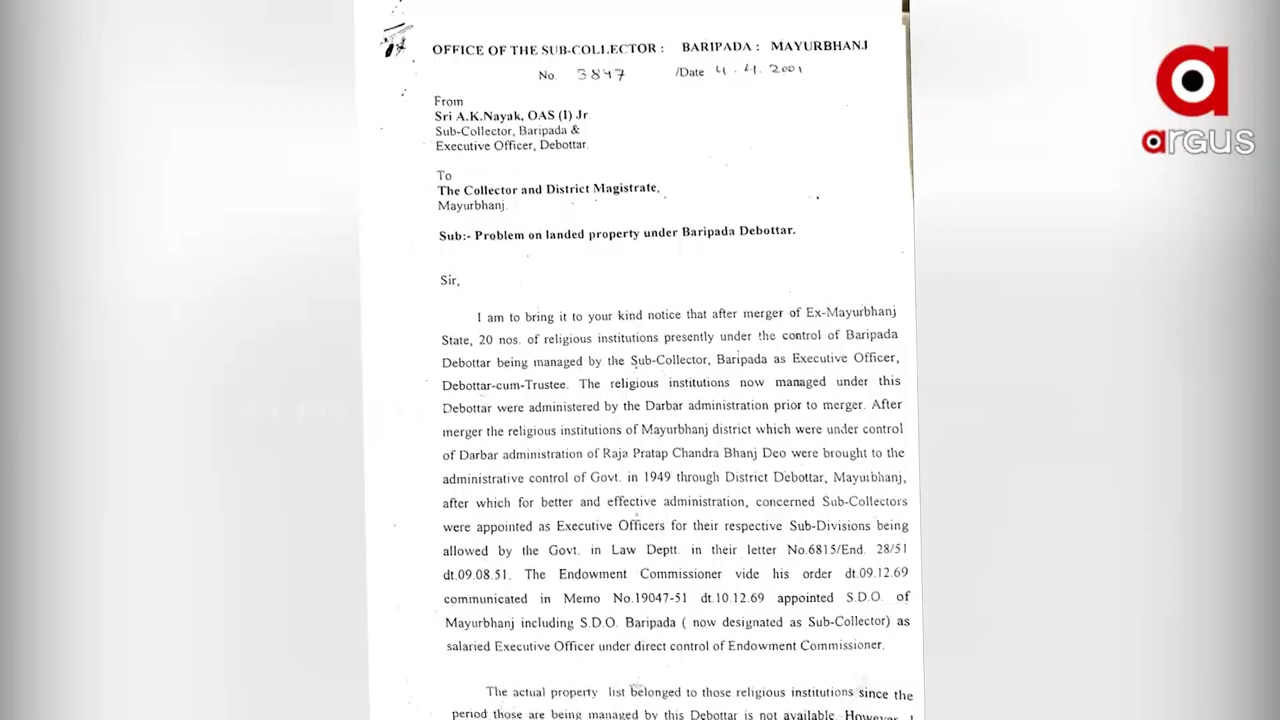 OFFICE OF THE SUB-COLLECTOR : BARIPADA : MAYURBHANJ
No. 3847 /Date 4.4.2001
From
Sri A.K.Nayak, OAS (I) Jr
Sub-Collector, Baripada &
Executive Officer, Debottar.
To
The Collector and District Magistrate,
Mayurbhanj.
Sub:- Problem on landed property under Baripada Debottar.
Sir,
I am to bring it to your kind notice that after merger of Ex-Mayurbhanj
State, 20 nos. of religious institutions presently under the control of Baripada
Debottar being managed by the Sub-Collector, Baripada as Executive Officer,
Debottar-cum-Trustee. The religious institutions now managed under this
Debottar were administered by the Darbar administration prior to merger. After
merger the religious institutions of Mayurbhanj district which were under control
of Darbar administration of Raja Pratap Chandra Bhanj Deo were brought to the
administrative control of Govt. in 1949 through District Debottar, Mayurbhanj,
after which for better and effective administration, concerned Sub-Collectors
were appointed as Executive Officers for their respective Sub-Divisions being
allowed by the Govt. in Law Deptt. in their letter No.6815/End. 28/51
dt.09.08.51. The Endowment Commissioner vide his order dt.09.12.69
communicated in Memo No.19047-51 dt.10.12.69 appointed S.D.O. of
Mayurbhanj including S.D.O. Baripada ( now designated as Sub-Collector) as
salaried Executive Officer under direct control of Endowment Commissioner.
The actual property list belonged to those religious institutions since the
period those are being managed by this Debottar is not available. However, I
argus